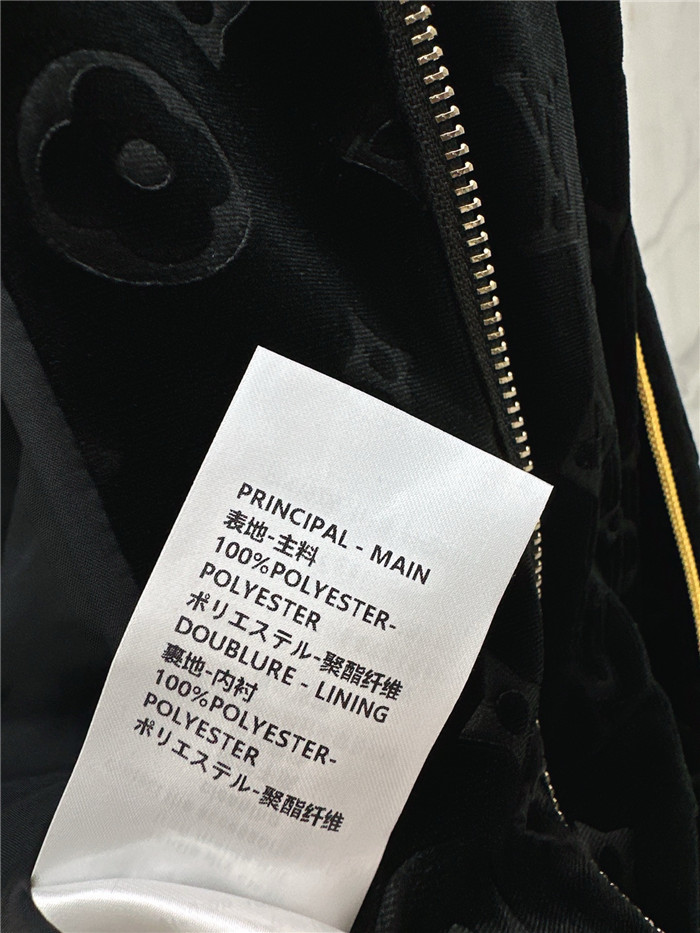 PRINCIPAL - MAIN
表地-主料
100%POLYESTER-
POLYESTER
ポリエステル-聚酯纤维
DOUBLURE - LINING
裏地-内衬
100%POLYESTER-
POLYESTER
ポリエステル-聚酯纤维